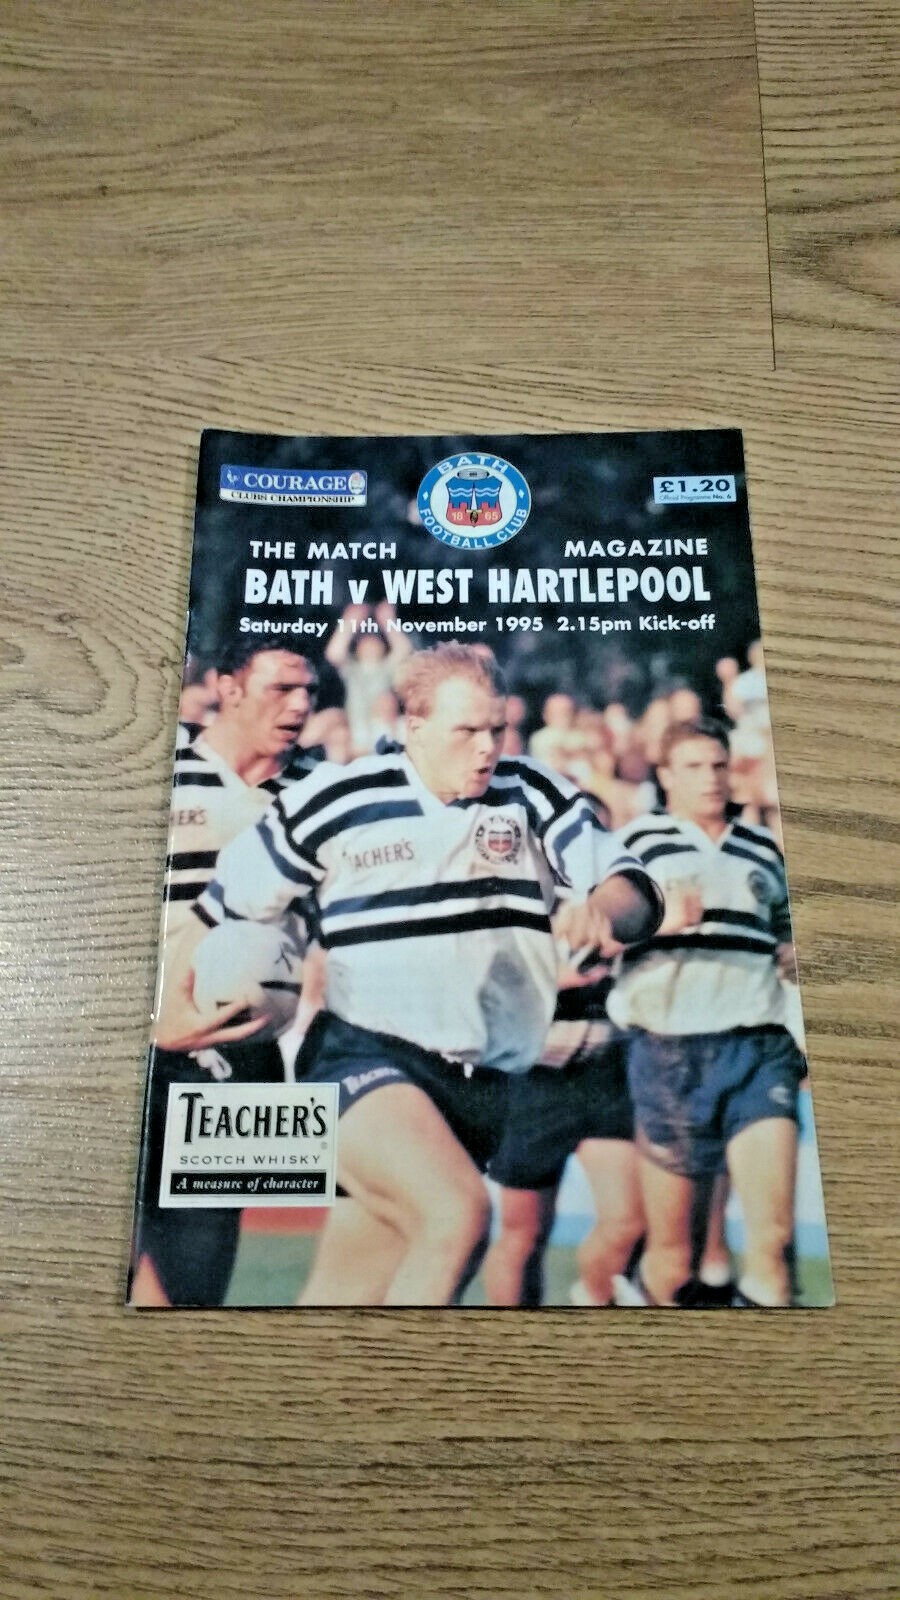 COURAGE
CLUBS CHAMPIONSHIP
BATH
FOOTBALL CLUB
18 65
£1.20
Official Programme No. 6
THE MATCH MAGAZINE
BATH v WEST HARTLEPOOL
Saturday 11th November 1995 2.15pm Kick-off
TEACHER'S
SCOTCH WHISKY
A measure of character